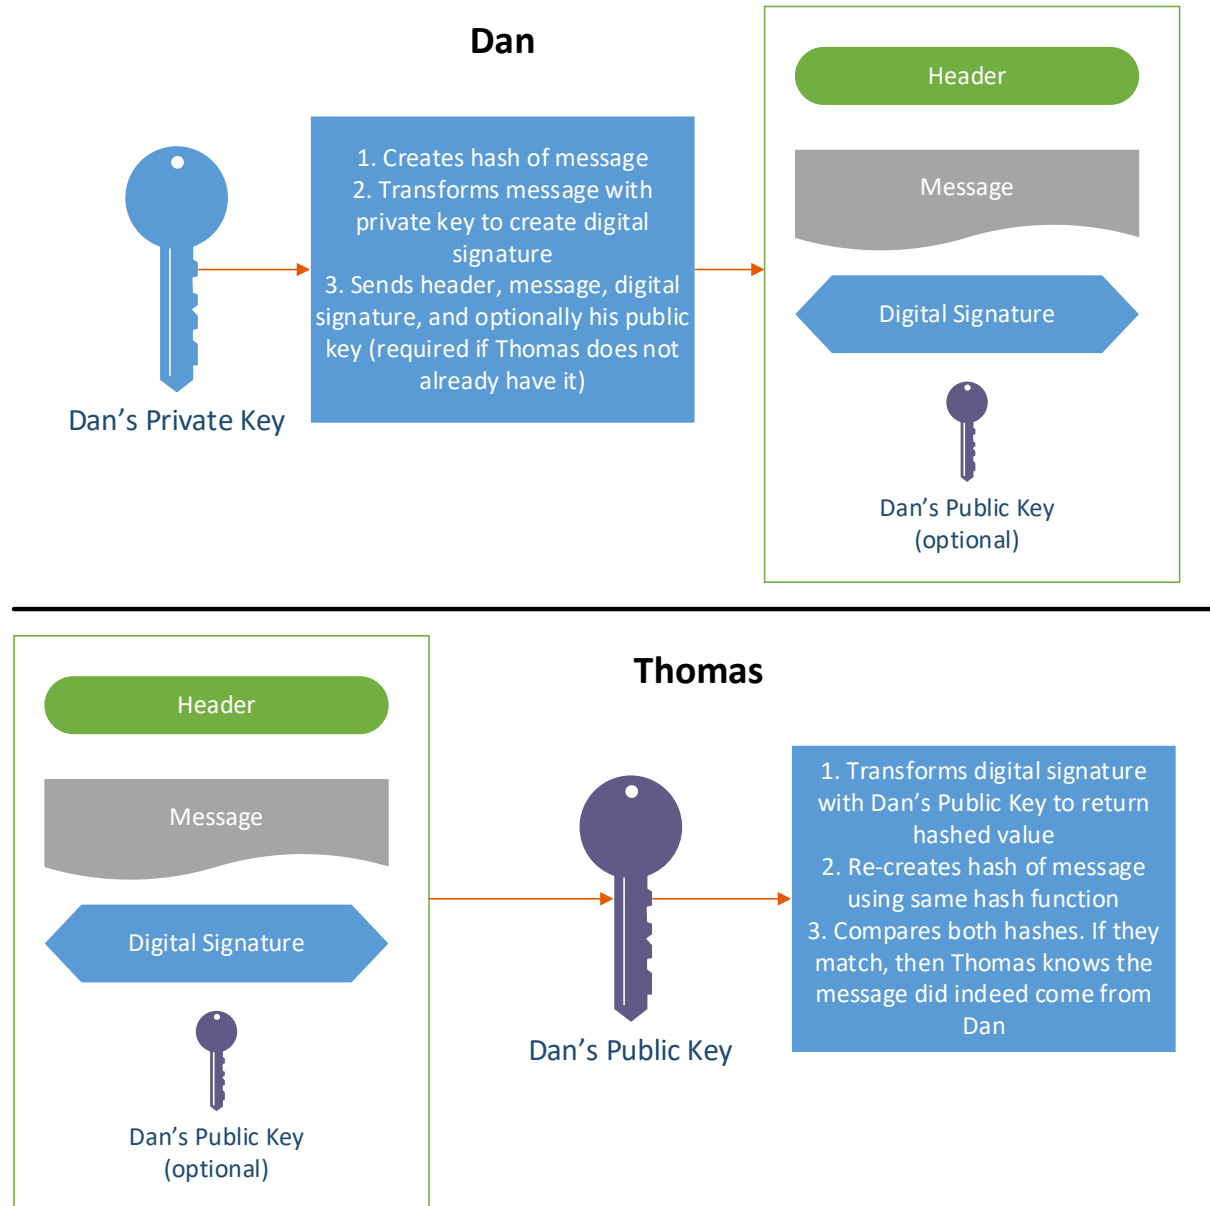 Dan
Header
1. Creates hash of message
2. Transforms message with
private key to create digital
signature
3. Sends header, message, digital
signature, and optionally his public
key (required if Thomas does not
already have it)
Message
Digital Signature
Dan's Private Key
Dan's Public Key
(optional)
Thomas
Header
Message
Digital Signature
Dan's Public Key
(optional)
Dan's Public Key
1. Transforms digital signature
with Dan's Public Key to return
hashed value
2. Re-creates hash of message
using same hash function
3. Compares both hashes. If they
match, then Thomas knows the
message did indeed come from
Dan